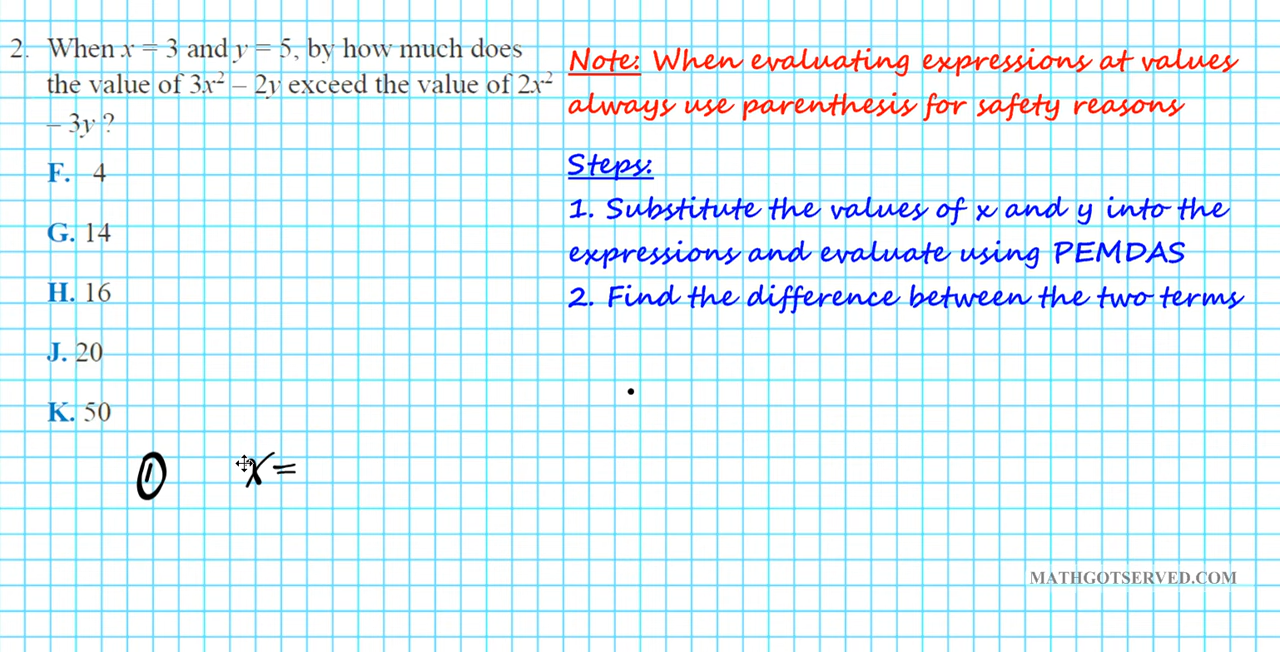 2. When x = 3 and y = 5, by how much does
the value of 3x² – 2y exceed the value of 2x²
– 3y ?
F. 4
G. 14
H. 16
J. 20
K. 50
Note: When evaluating expressions at values
always use parenthesis for safety reasons
Steps:
1. Substitute the values of x and y into the
expressions and evaluate using PEMDAS
2. Find the difference between the two terms
① x =
MATHGOTSERVED.COM